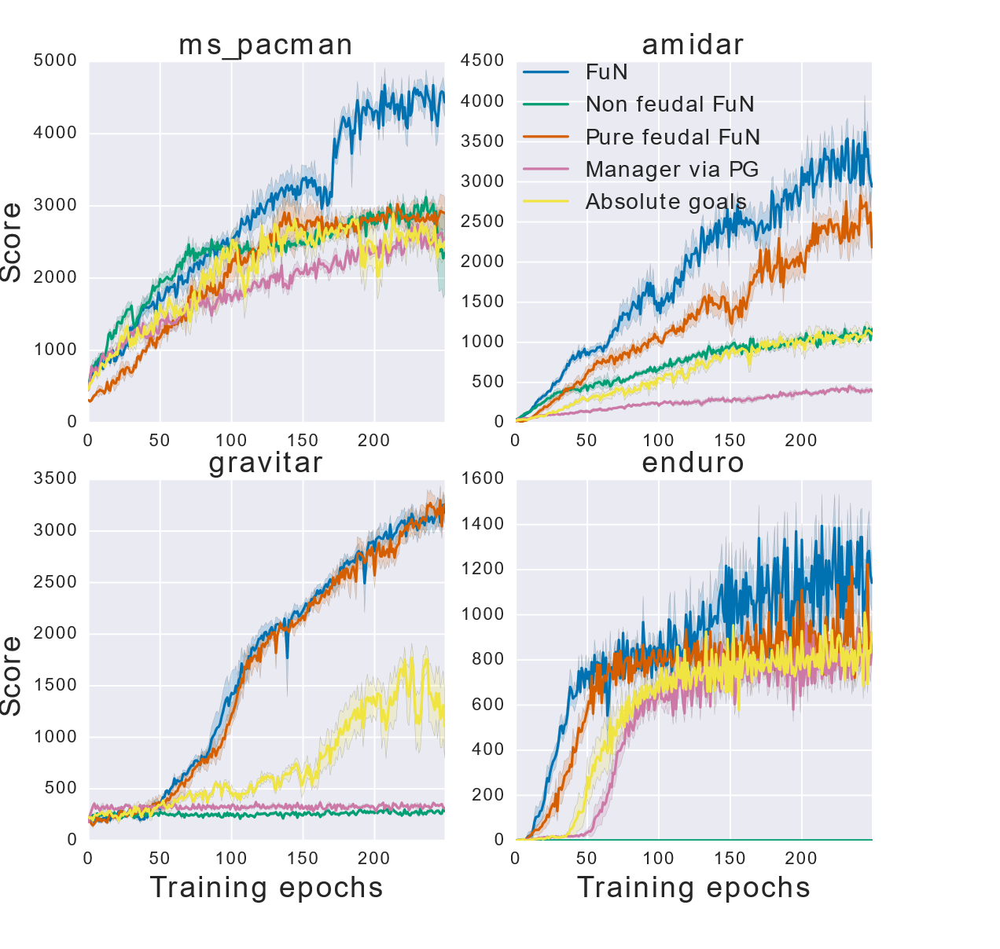 ms_pacman
5000
4000
3000
2000
1000
0
0 50 100 150 200
Score
amidar
4500
4000
3500
3000
2500
2000
1500
1000
500
0
0 50 100 150 200
FuN
Non feudal FuN
Pure feudal FuN
Manager via PG
Absolute goals
gravitar
3500
3000
2500
2000
1500
1000
500
0
0 50 100 150 200
Score
Training epochs
enduro
1600
1400
1200
1000
800
600
400
200
0
0 50 100 150 200
Training epochs